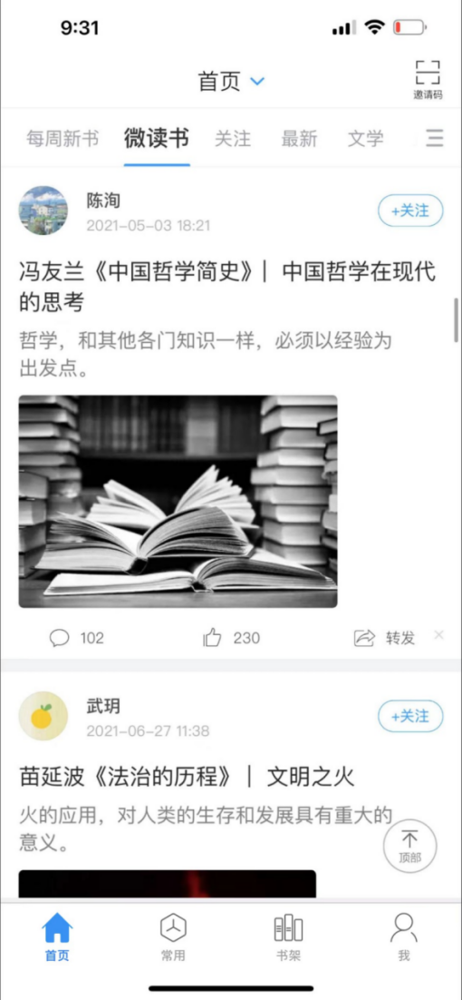 9:31
首页
邀请码
每周新书 微读书 关注 最新 文学
陈洵
2021-05-03 18:21
+关注
冯友兰《中国哲学简史》| 中国哲学在现代
的思考
哲学，和其他各门知识一样，必须以经验为
出发点。
102 230 转发
武玥
2021-06-27 11:38
+关注
苗延波《法治的历程》| 文明之火
火的应用，对人类的生存和发展具有重大的
意义。
顶部
首页 常用 书架 我